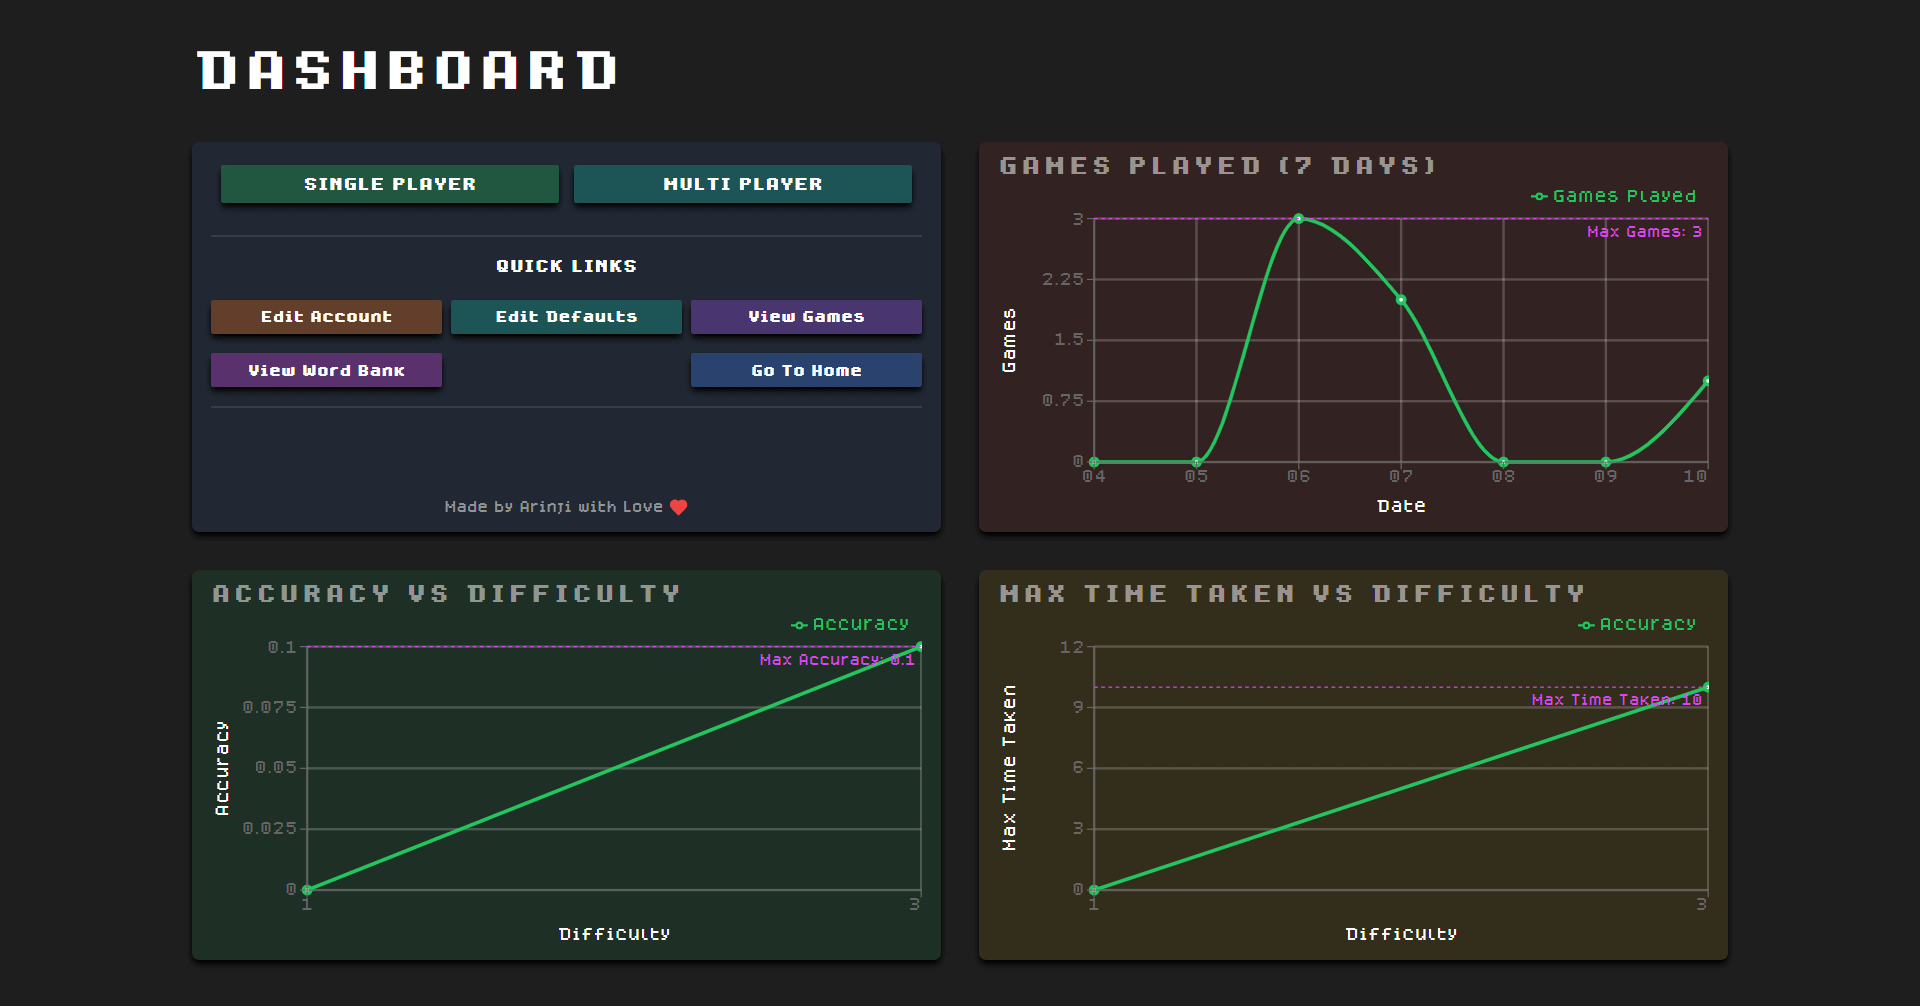 DASHBOARD
SINGLE PLAYER
MULTI PLAYER
QUICK LINKS
Edit Account
Edit Defaults
View Games
View Word Bank
Go To Home
Made by Arinji with Love
GAMES PLAYED (7 DAYS)
Games Played
3
Max Games: 3
2.25
1.5
0.75
0
Games
04 05 06 07 08 09 10
Date
ACCURACY VS DIFFICULTY
Accuracy
0.1
Max Accuracy: 0.1
0.075
0.05
0.025
0
Accuracy
1 3
Difficulty
MAX TIME TAKEN VS DIFFICULTY
Accuracy
12
Max Time Taken: 10
9
6
3
0
Max Time Taken
1 3
Difficulty